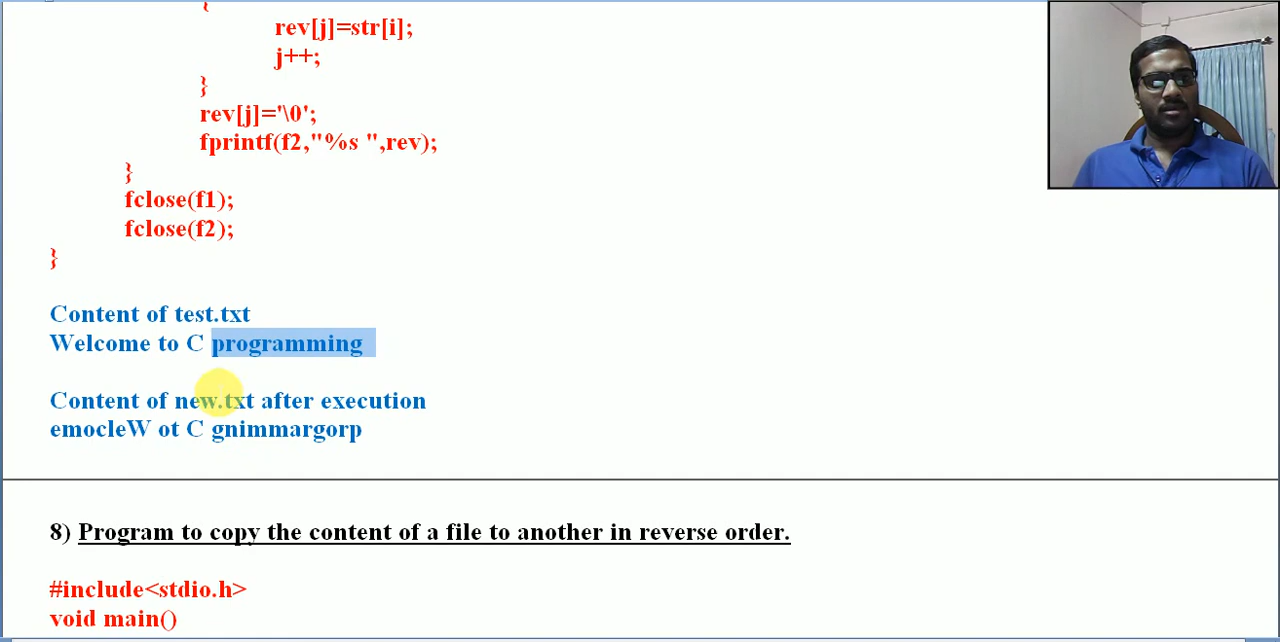 {
rev[j]=str[i];
j++;
}
rev[j]='\0';
fprintf(f2,"%s ",rev);
}
fclose(f1);
fclose(f2);
}
Content of test.txt
Welcome to C programming
Content of new.txt after execution
emocleW ot C gnimmargorp
8) Program to copy the content of a file to another in reverse order.
#include<stdio.h>
void main()